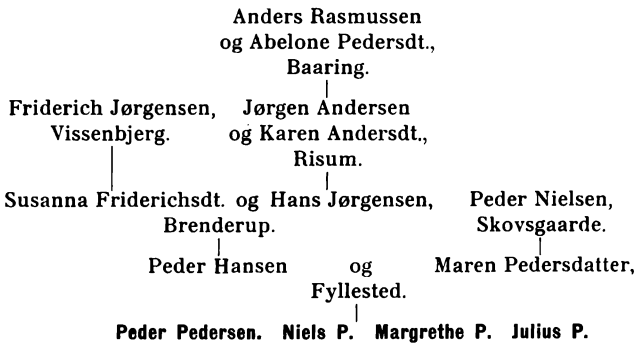 Anders Rasmussen
og Abelone Pedersdt.,
Baaring.
Friderich Jørgensen, Jørgen Andersen
Vissenbjerg. og Karen Andersdt.,
Risum.
Susanna Friderichsdt. og Hans Jørgensen, Peder Nielsen,
Brenderup. Skovsgaarde.
Peder Hansen og Maren Pedersdatter,
Fyllested.
Peder Pedersen. Niels P. Margrethe P. Julius P.